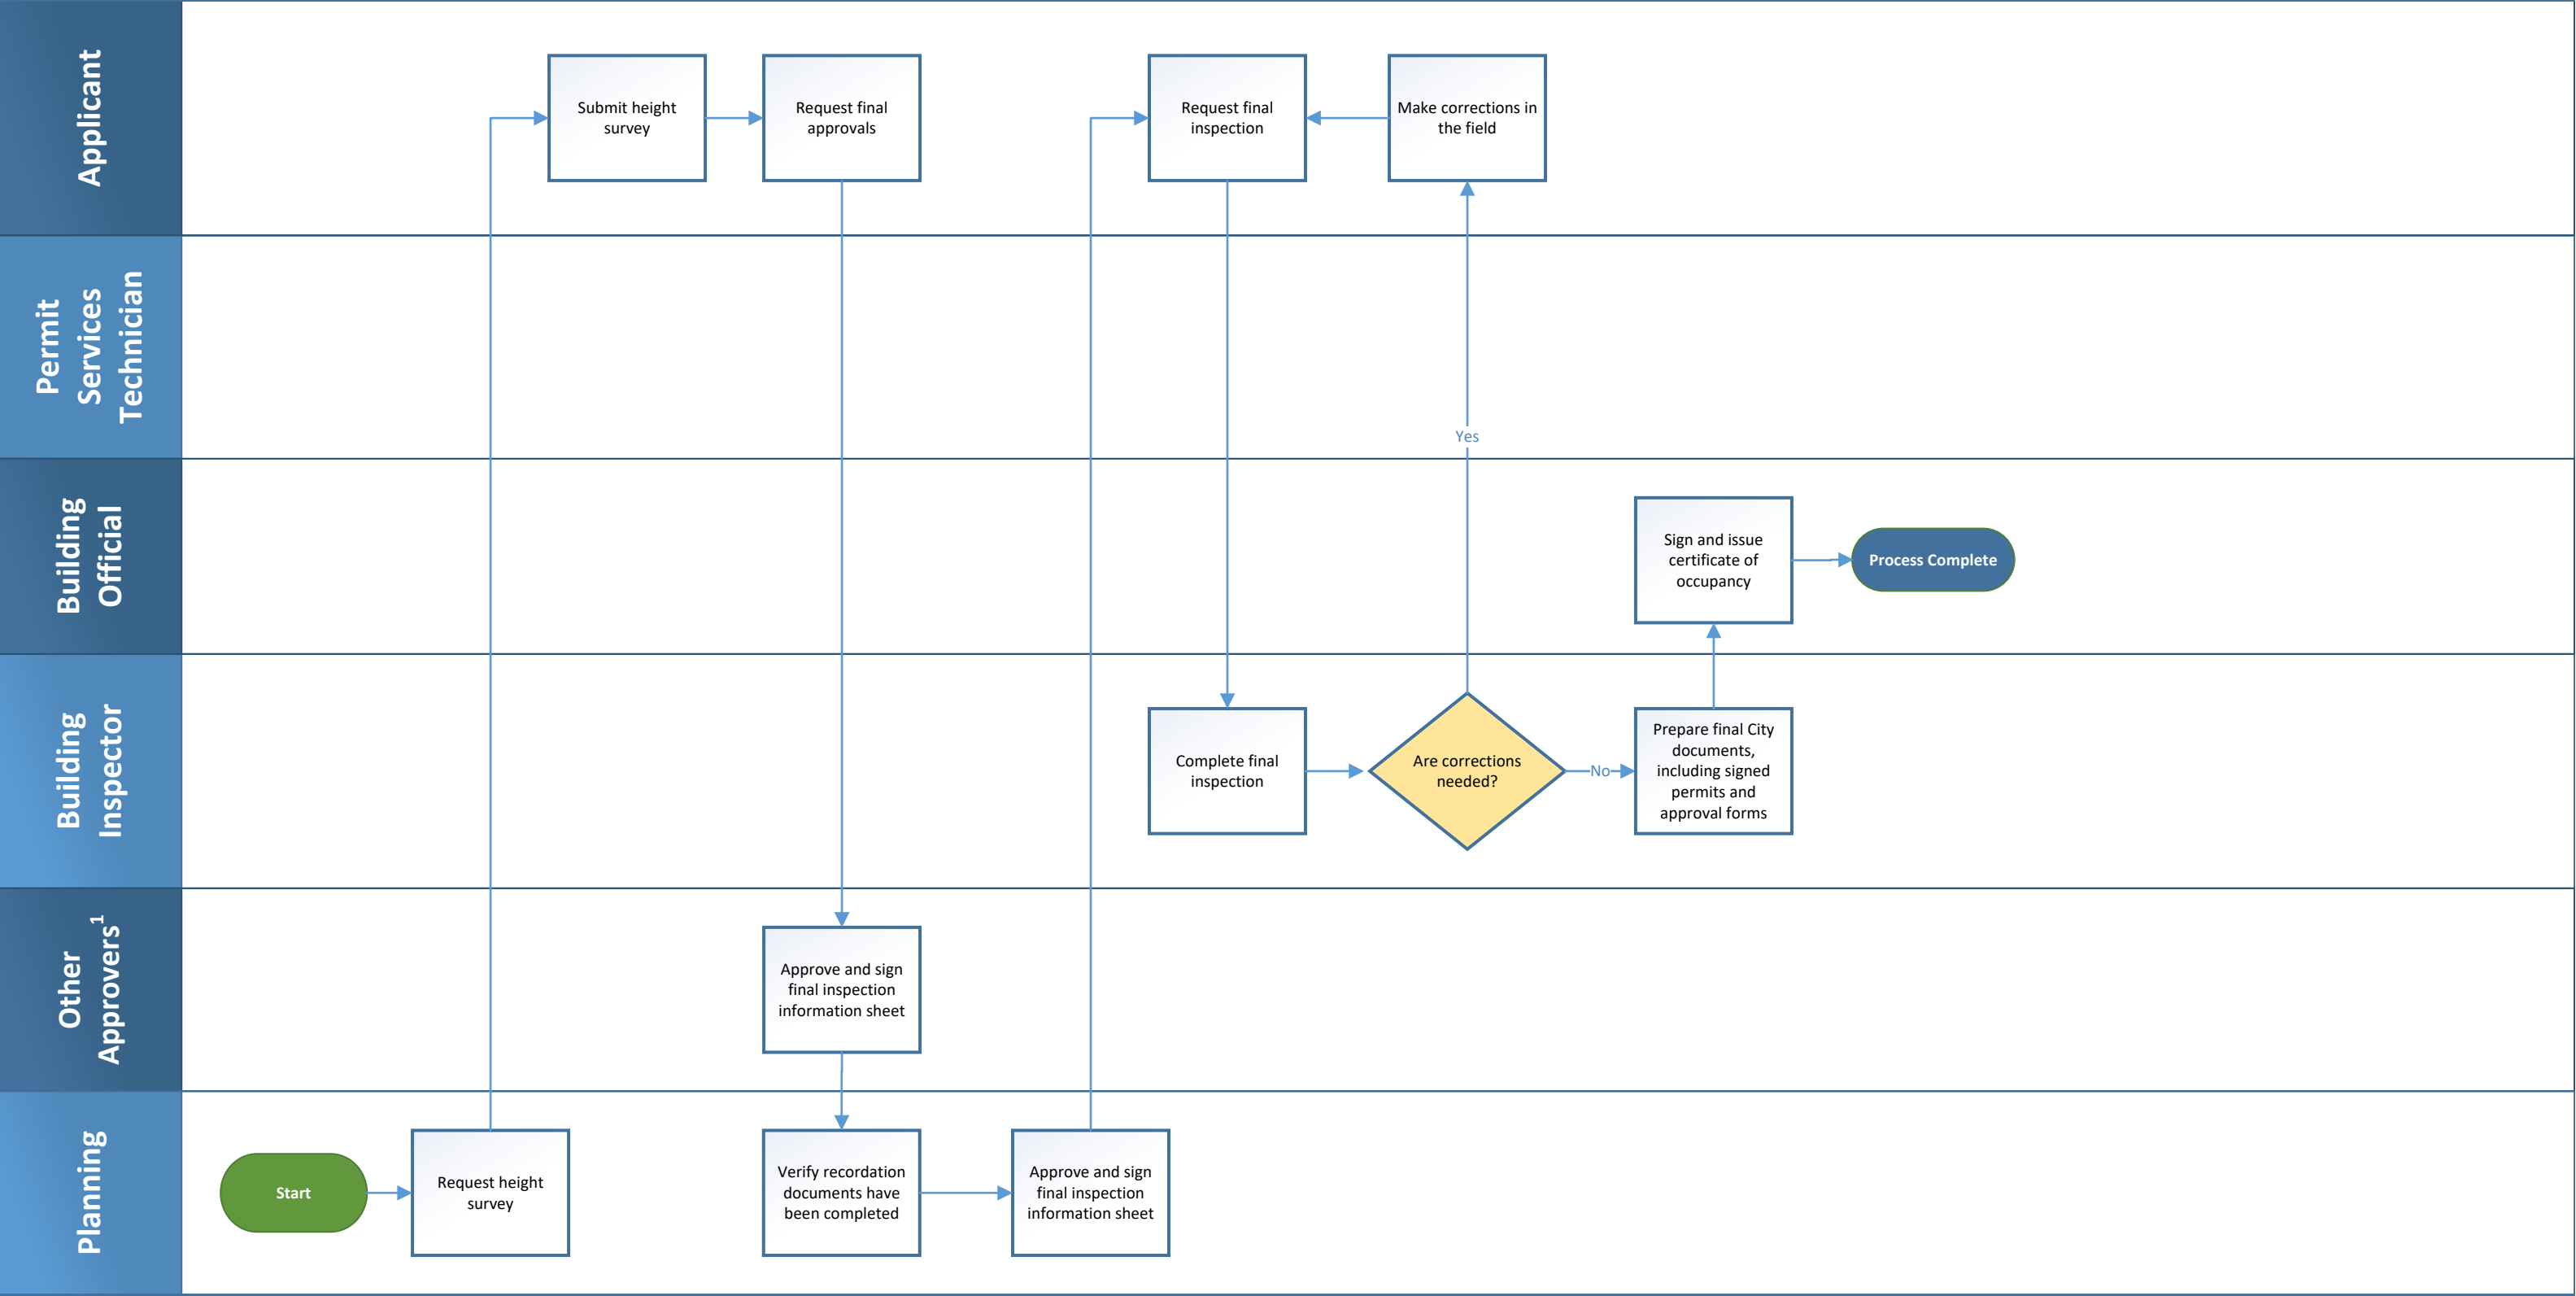 Applicant
Submit height
survey
Request final
approvals
Request final
inspection
Make corrections in
the field
Permit
Services
Technician
Yes
Building
Official
Sign and issue
certificate of
occupancy
Process Complete
Building
Inspector
Complete final
inspection
Are corrections
needed?
No
Prepare final City
documents,
including signed
permits and
approval forms
Other
Approvers1
Approve and sign
final inspection
information sheet
Planning
Start
Request height
survey
Verify recordation
documents have
been completed
Approve and sign
final inspection
information sheet